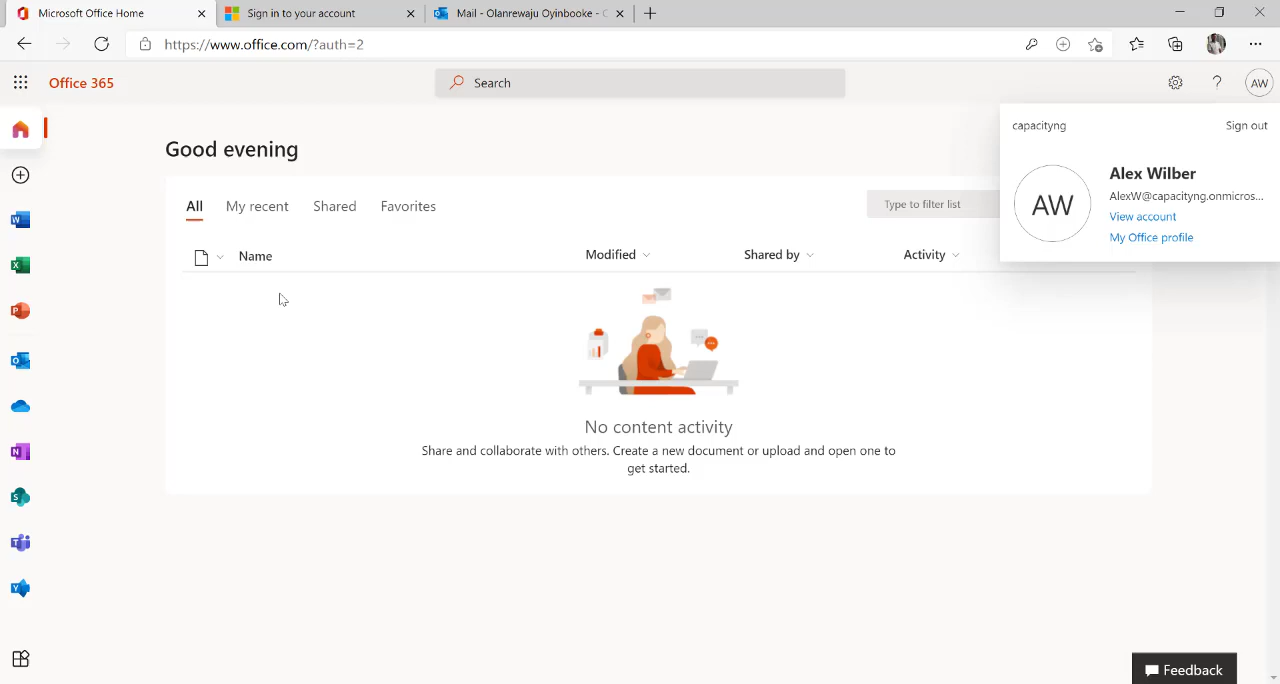 Microsoft Office Home
Sign in to your account
Mail - Olanrewaju Oyinbooke -
https://www.office.com/?auth=2
Office 365
Search
AW
capacityng
Sign out
AW
Alex Wilber
AlexW@capacityng.onmicros...
View account
My Office profile
Good evening
All
My recent
Shared
Favorites
Type to filter list
Name
Modified
Shared by
Activity
No content activity
Share and collaborate with others. Create a new document or upload and open one to
get started.
Feedback